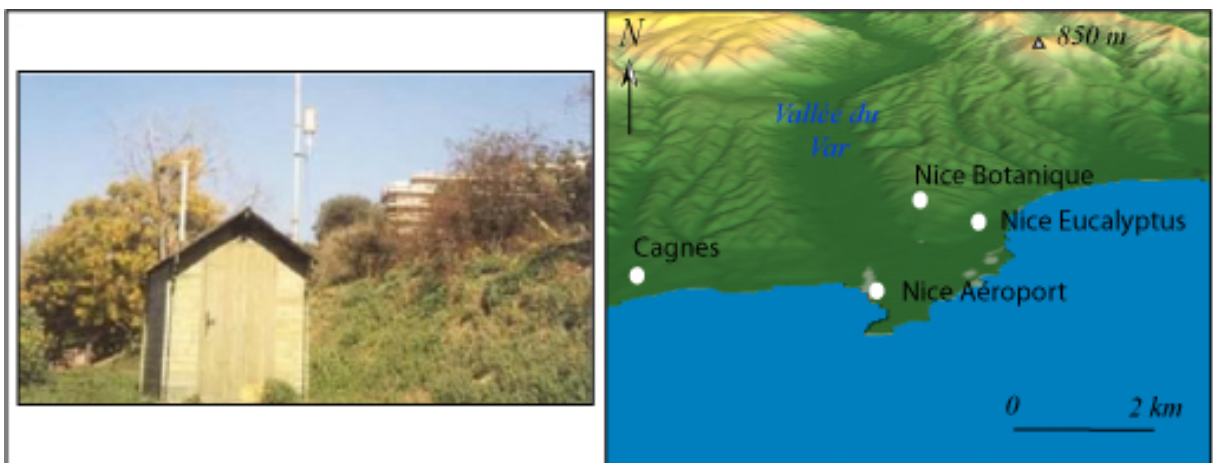 N
850 m
Vallée du
Var
Nice Botanique
Nice Eucalyptus
Cagnes
Nice Aéroport
0 2 km